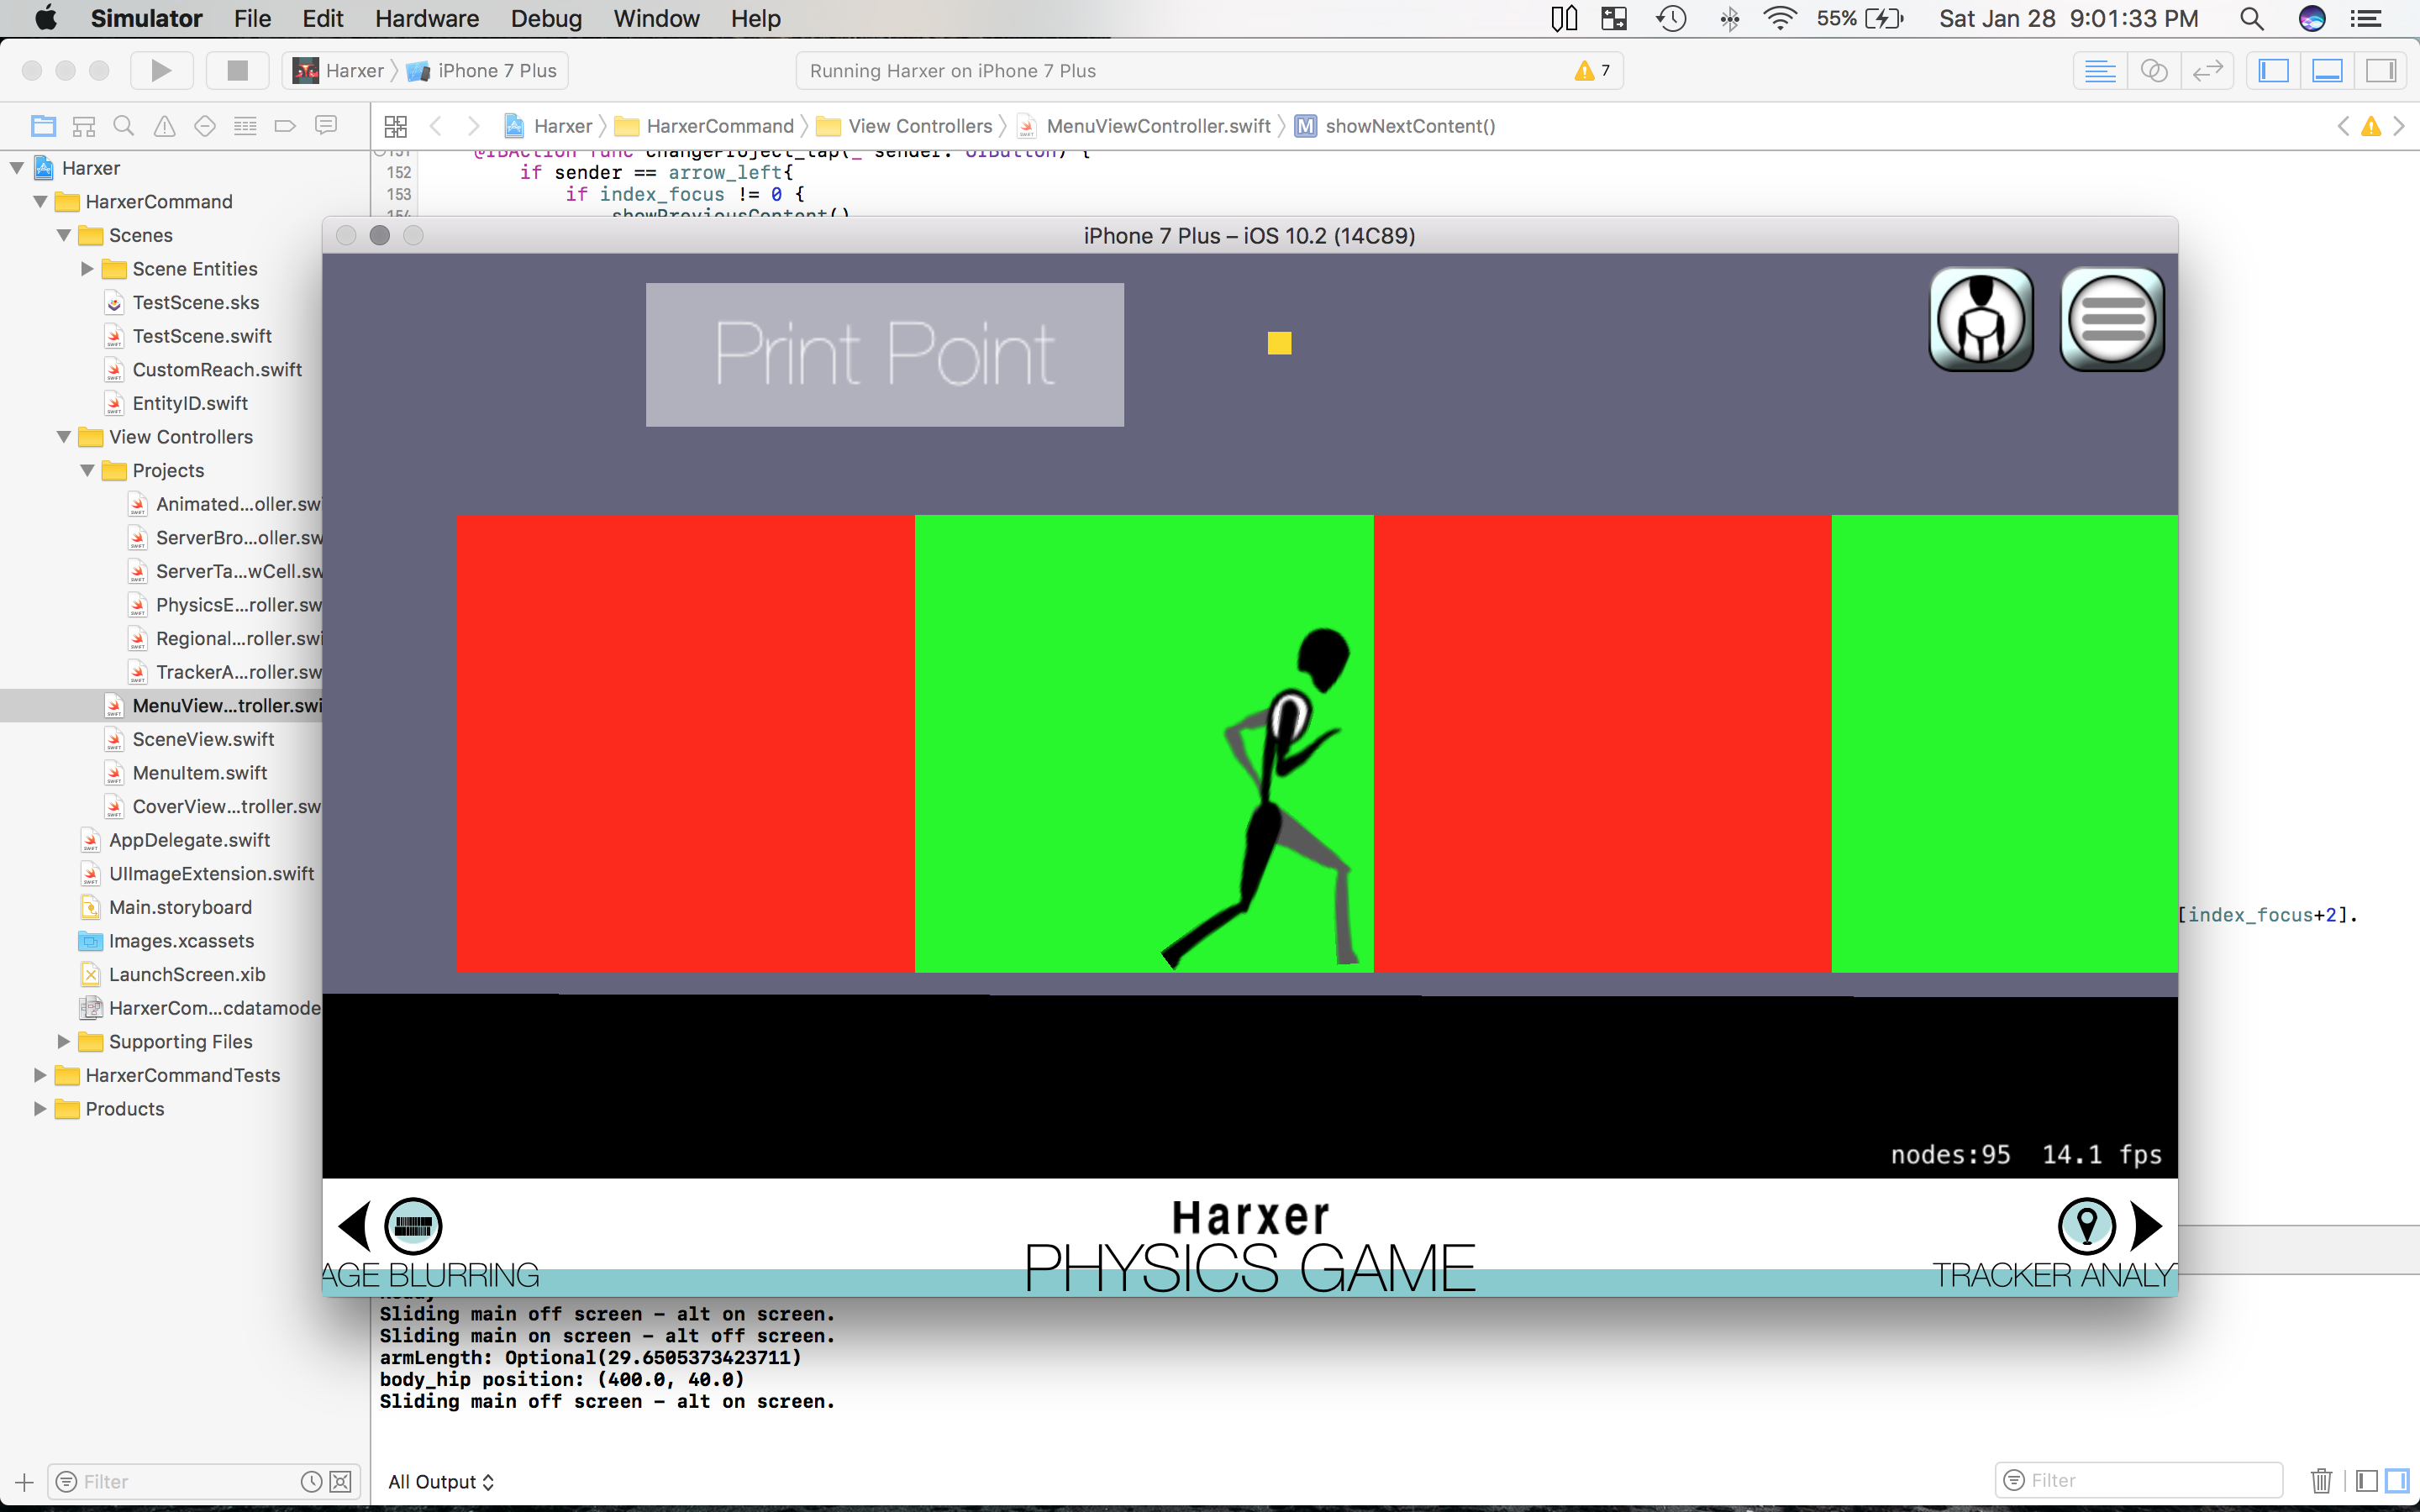 Simulator File Edit Hardware Debug Window Help 55% Sat Jan 28 9:01:33 PM
Harxer iPhone 7 Plus
Running Harxer on iPhone 7 Plus 7
Harxer HarxerCommand View Controllers MenuViewController.swift M showNextContent()
Harxer
HarxerCommand
Scenes
Scene Entities
TestScene.sks
TestScene.swift
CustomReach.swift
EntityID.swift
View Controllers
Projects
Animated...oller.sw
ServerBro...oller.sw
ServerTa...wCell.sw
PhysicsE...roller.sw
Regional...roller.swi
TrackerA...roller.sw
MenuView...troller.swi
SceneView.swift
MenuItem.swift
CoverView...troller.sw
AppDelegate.swift
UIImageExtension.swift
Main.storyboard
Images.xcassets
LaunchScreen.xib
HarxerCom...cdatamode
Supporting Files
HarxerCommandTests
Products
Filter
151 @IBAction func changeProject_tap(_ sender: UIButton) {
152 if sender == arrow_left{
153 if index_focus != 0 {
154 showPreviousContent()
[index_focus+2].
iPhone 7 Plus – iOS 10.2 (14C89)
Print Point
nodes:95 14.1 fps
Harxer
AGE BLURRING PHYSICS GAME TRACKER ANALY
Sliding main off screen – alt on screen.
Sliding main on screen – alt off screen.
armLength: Optional(29.6505373423711)
body_hip position: (400.0, 40.0)
Sliding main off screen – alt on screen.
All Output
Filter